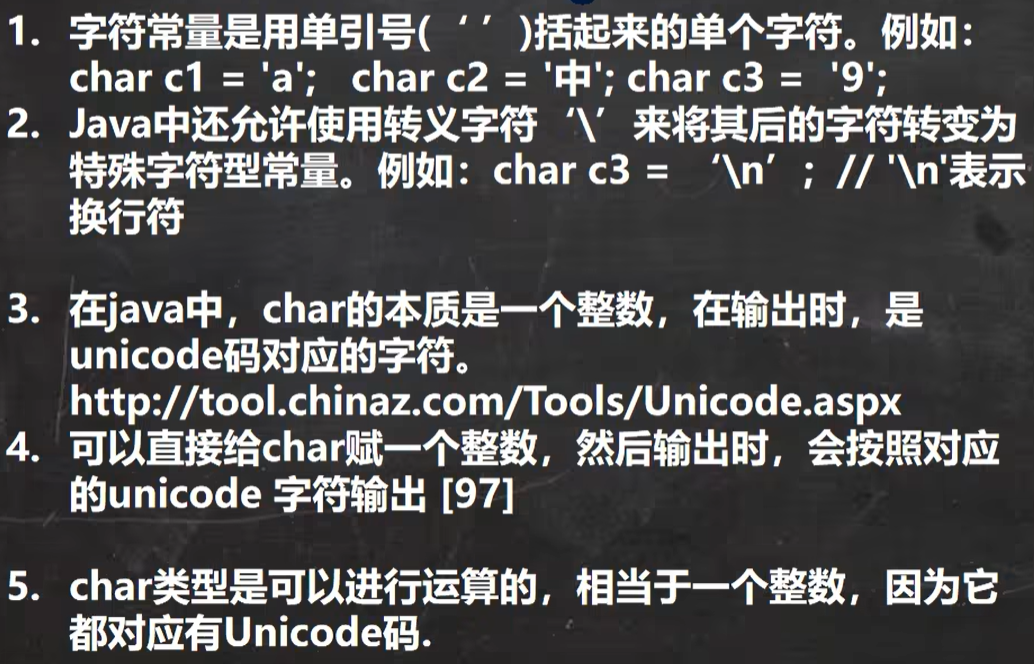 1. 字符常量是用单引号(‘ ’)括起来的单个字符。例如：
char c1 = 'a'; char c2 = '中'; char c3 = '9';
2. Java中还允许使用转义字符‘\’来将其后的字符转变为
特殊字符型常量。例如：char c3 = ‘\n’; // '\n'表示
换行符
3. 在java中，char的本质是一个整数，在输出时，是
unicode码对应的字符。
http://tool.chinaz.com/Tools/Unicode.aspx
4. 可以直接给char赋一个整数，然后输出时，会按照对应
的unicode 字符输出 [97]
5. char类型是可以进行运算的，相当于一个整数，因为它
都对应有Unicode码.